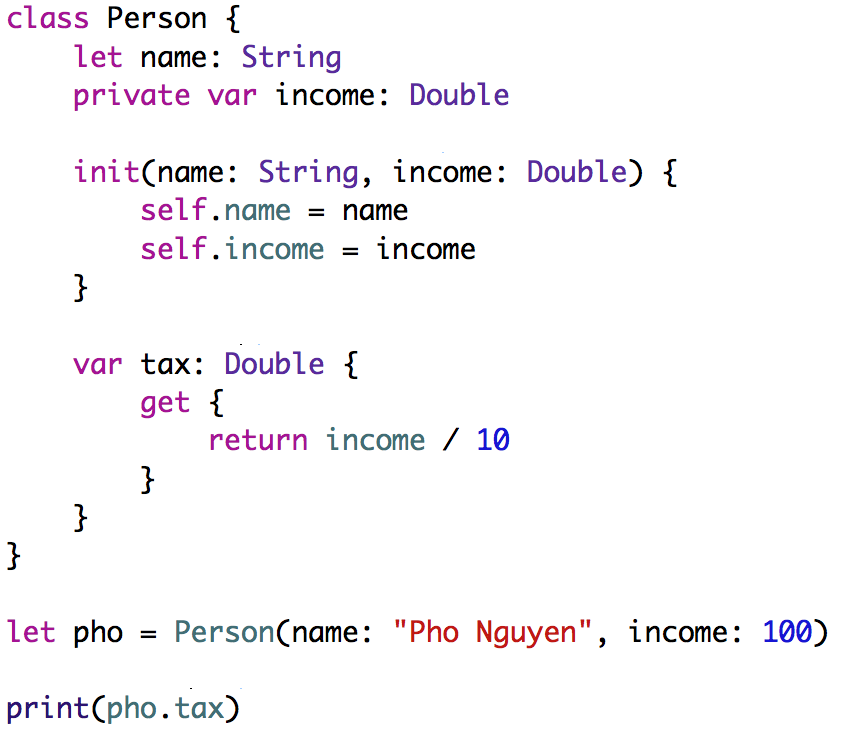 class Person {
    let name: String
    private var income: Double

    init(name: String, income: Double) {
        self.name = name
        self.income = income
    }

    var tax: Double {
        get {
            return income / 10
        }
    }
}

let pho = Person(name: "Pho Nguyen", income: 100)

print(pho.tax)